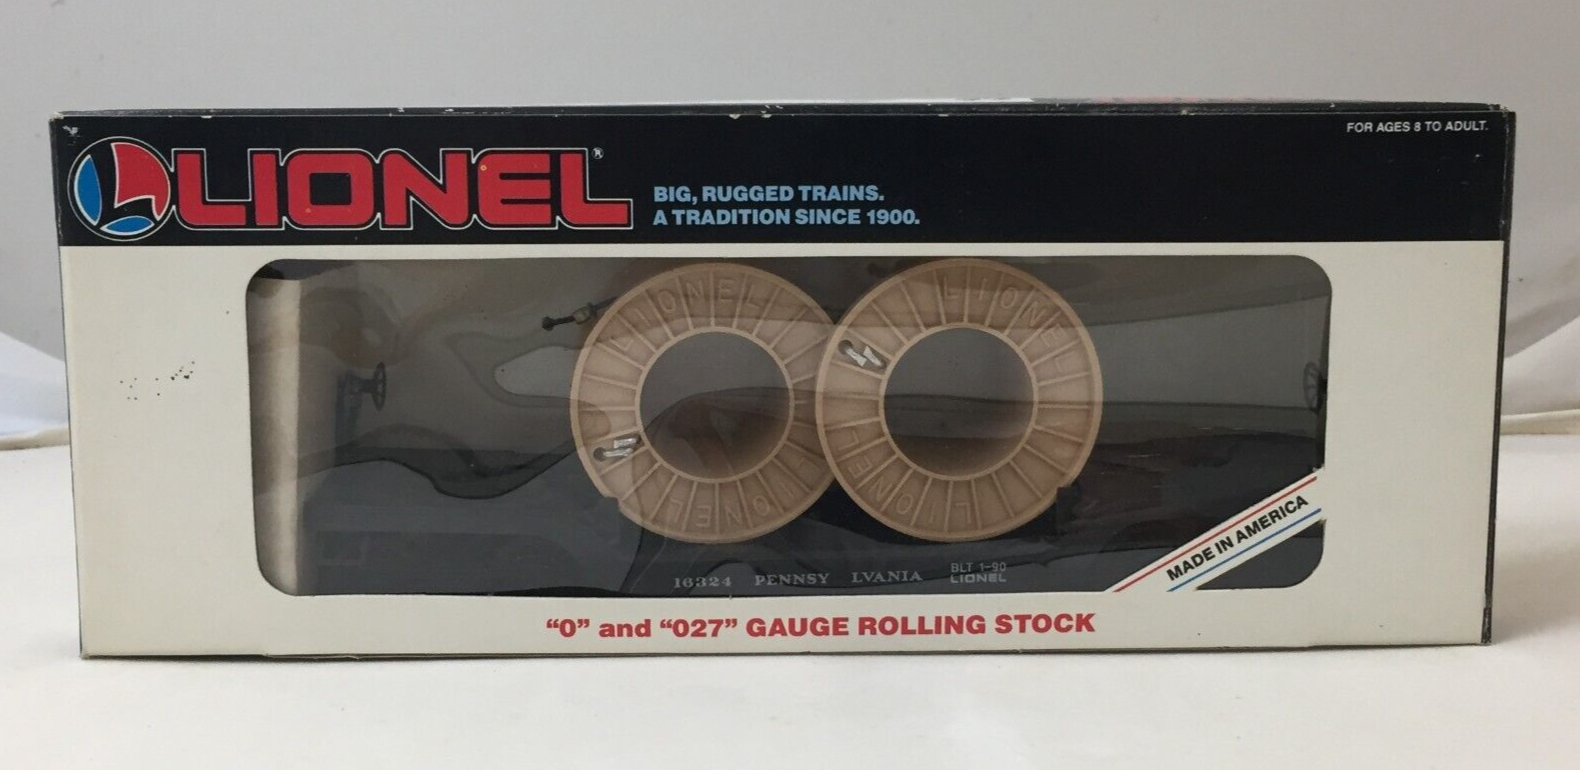 FOR AGES 8 TO ADULT.
LIONEL®
BIG, RUGGED TRAINS.
A TRADITION SINCE 1900.
LIONEL
LIONEL
LIONEL
LIONEL
16324 PENNSY LVANIA
BLT 1-90
LIONEL
MADE IN AMERICA
"0" and "027" GAUGE ROLLING STOCK